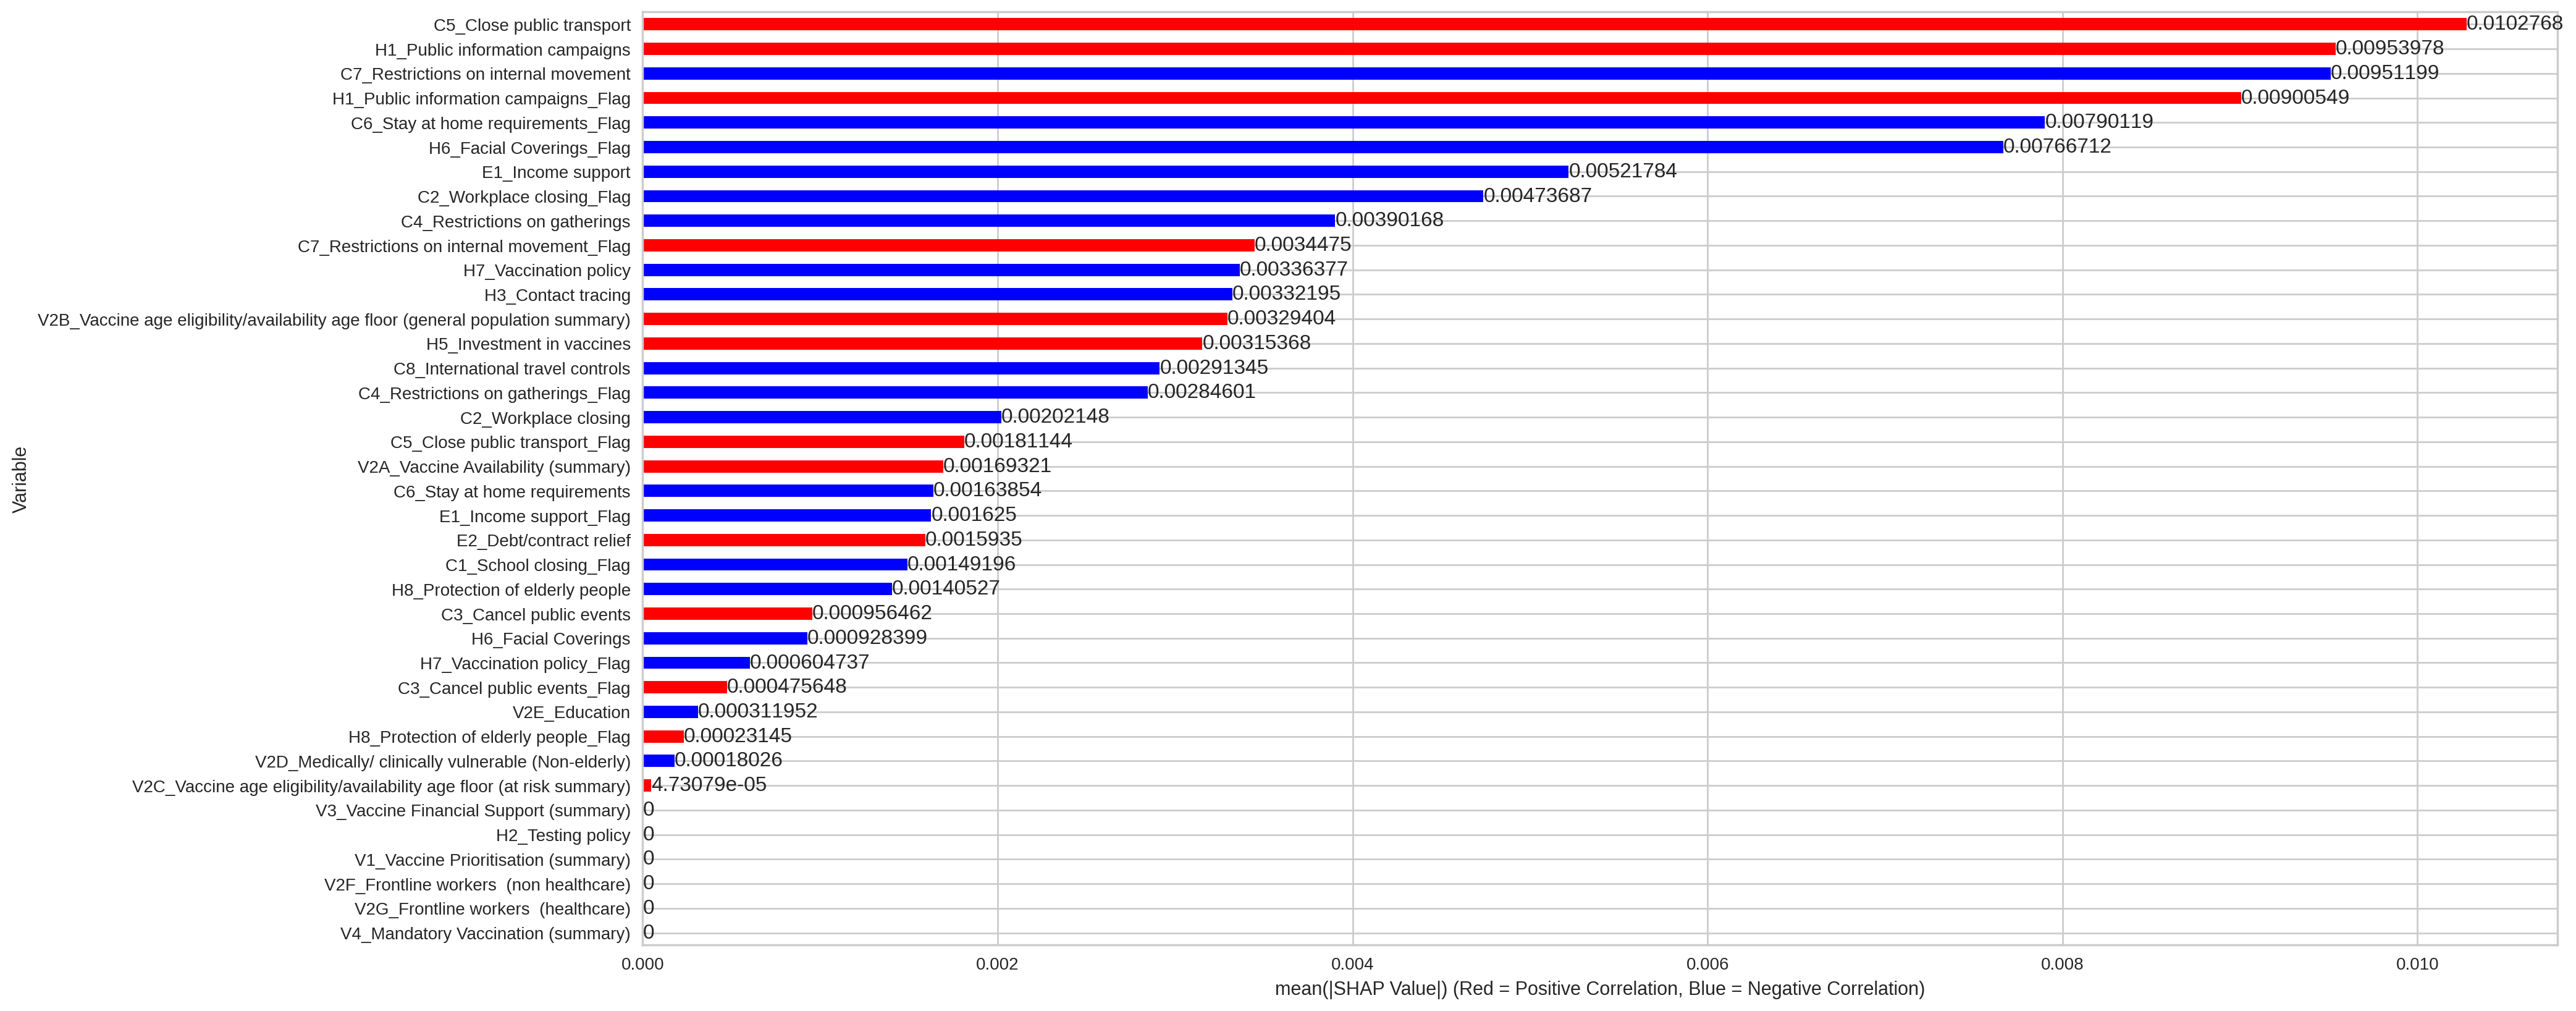 C5_Close public transport 0.0102768
H1_Public information campaigns 0.00953978
C7_Restrictions on internal movement 0.00951199
H1_Public information campaigns_Flag 0.00900549
C6_Stay at home requirements_Flag 0.00790119
H6_Facial Coverings_Flag 0.00766712
E1_Income support 0.00521784
C2_Workplace closing_Flag 0.00473687
C4_Restrictions on gatherings 0.00390168
C7_Restrictions on internal movement_Flag 0.0034475
H7_Vaccination policy 0.00336377
H3_Contact tracing 0.00332195
V2B_Vaccine age eligibility/availability age floor (general population summary) 0.00329404
H5_Investment in vaccines 0.00315368
C8_International travel controls 0.00291345
C4_Restrictions on gatherings_Flag 0.00284601
C2_Workplace closing 0.00202148
C5_Close public transport_Flag 0.00181144
V2A_Vaccine Availability (summary) 0.00169321
C6_Stay at home requirements 0.00163854
E1_Income support_Flag 0.001625
E2_Debt/contract relief 0.0015935
C1_School closing_Flag 0.00149196
H8_Protection of elderly people 0.00140527
C3_Cancel public events 0.000956462
H6_Facial Coverings 0.000928399
H7_Vaccination policy_Flag 0.000604737
C3_Cancel public events_Flag 0.000475648
V2E_Education 0.000311952
H8_Protection of elderly people_Flag 0.00023145
V2D_Medically/ clinically vulnerable (Non-elderly) 0.00018026
V2C_Vaccine age eligibility/availability age floor (at risk summary) 4.73079e-05
V3_Vaccine Financial Support (summary) 0
H2_Testing policy 0
V1_Vaccine Prioritisation (summary) 0
V2F_Frontline workers  (non healthcare) 0
V2G_Frontline workers  (healthcare) 0
V4_Mandatory Vaccination (summary) 0
Variable
0.000 0.002 0.004 0.006 0.008 0.010
mean(|SHAP Value|) (Red = Positive Correlation, Blue = Negative Correlation)